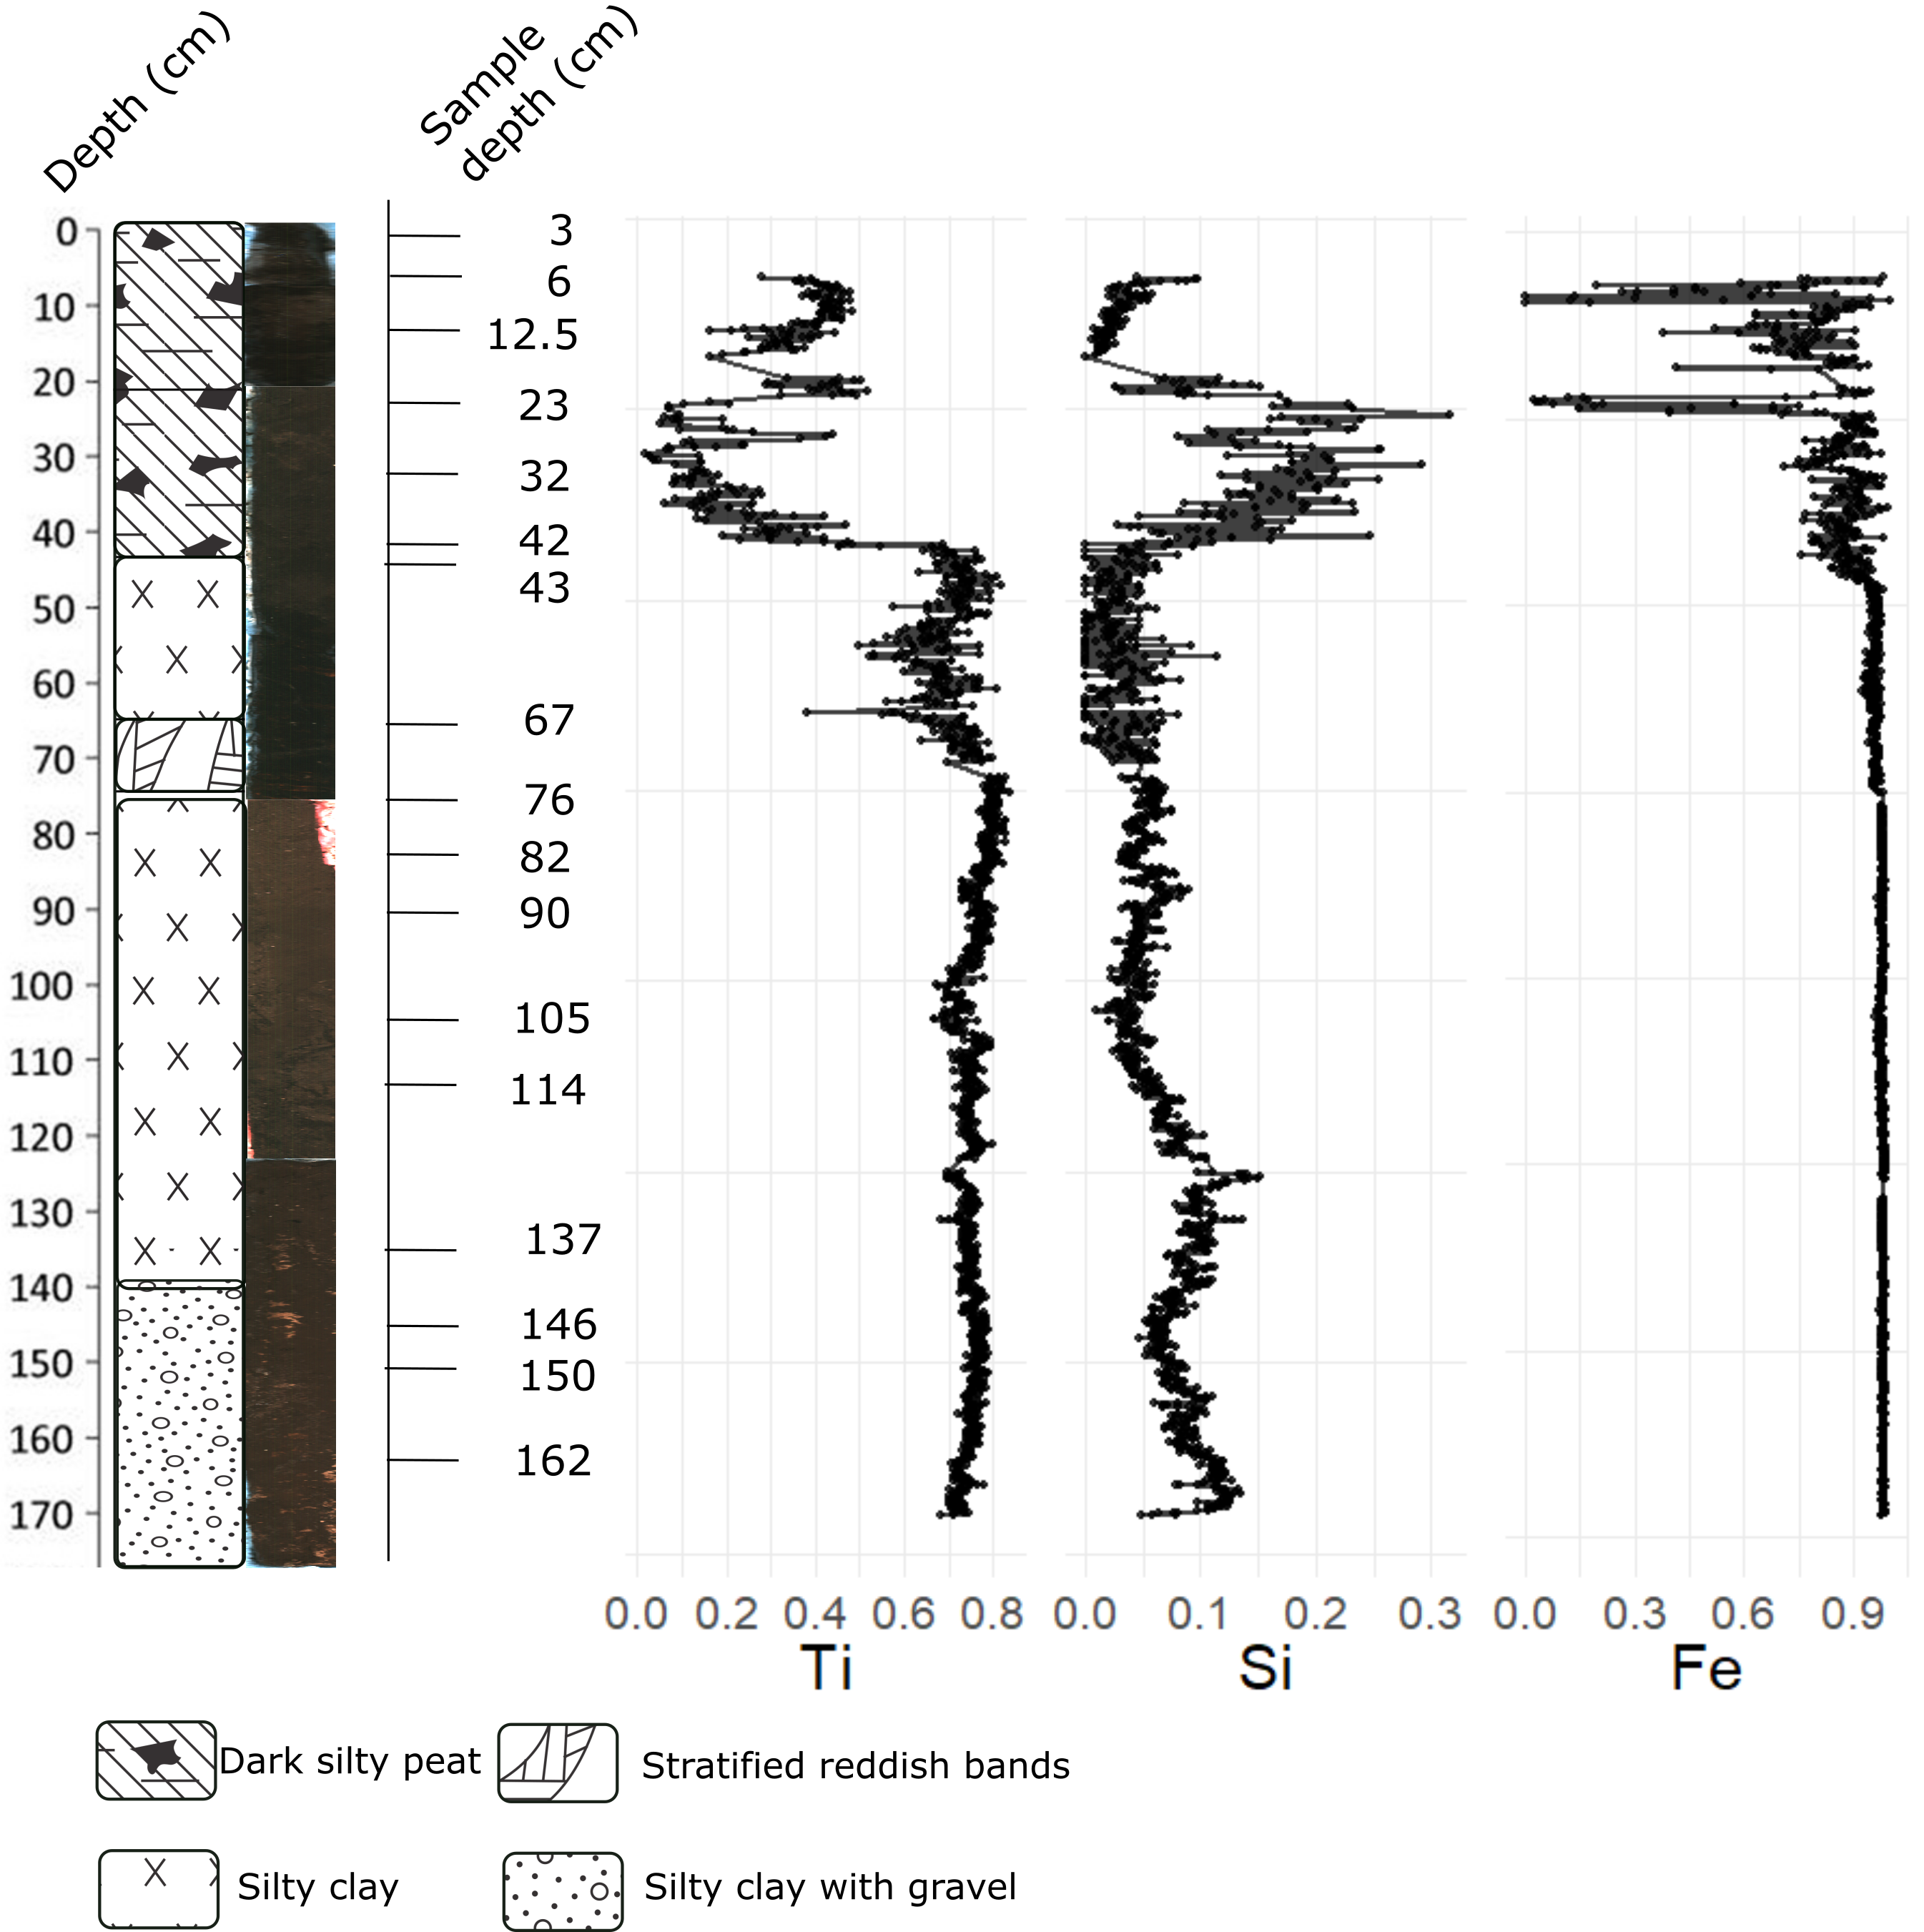 Depth (cm)
Sample
depth (cm)
0
10
20
30
40
50
60
70
80
90
100
110
120
130
140
150
160
170
3
6
12.5
23
32
42
43
67
76
82
90
105
114
137
146
150
162
0.0 0.2 0.4 0.6 0.8
Ti
0.0 0.1 0.2 0.3
Si
0.0 0.3 0.6 0.9
Fe
Dark silty peat
Stratified reddish bands
Silty clay
Silty clay with gravel